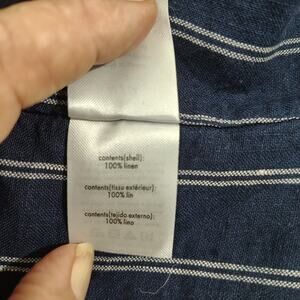 contents(shell):
100% linen
contents(tissu extérieur):
100% lin
contents(tejido externo):
100% lino